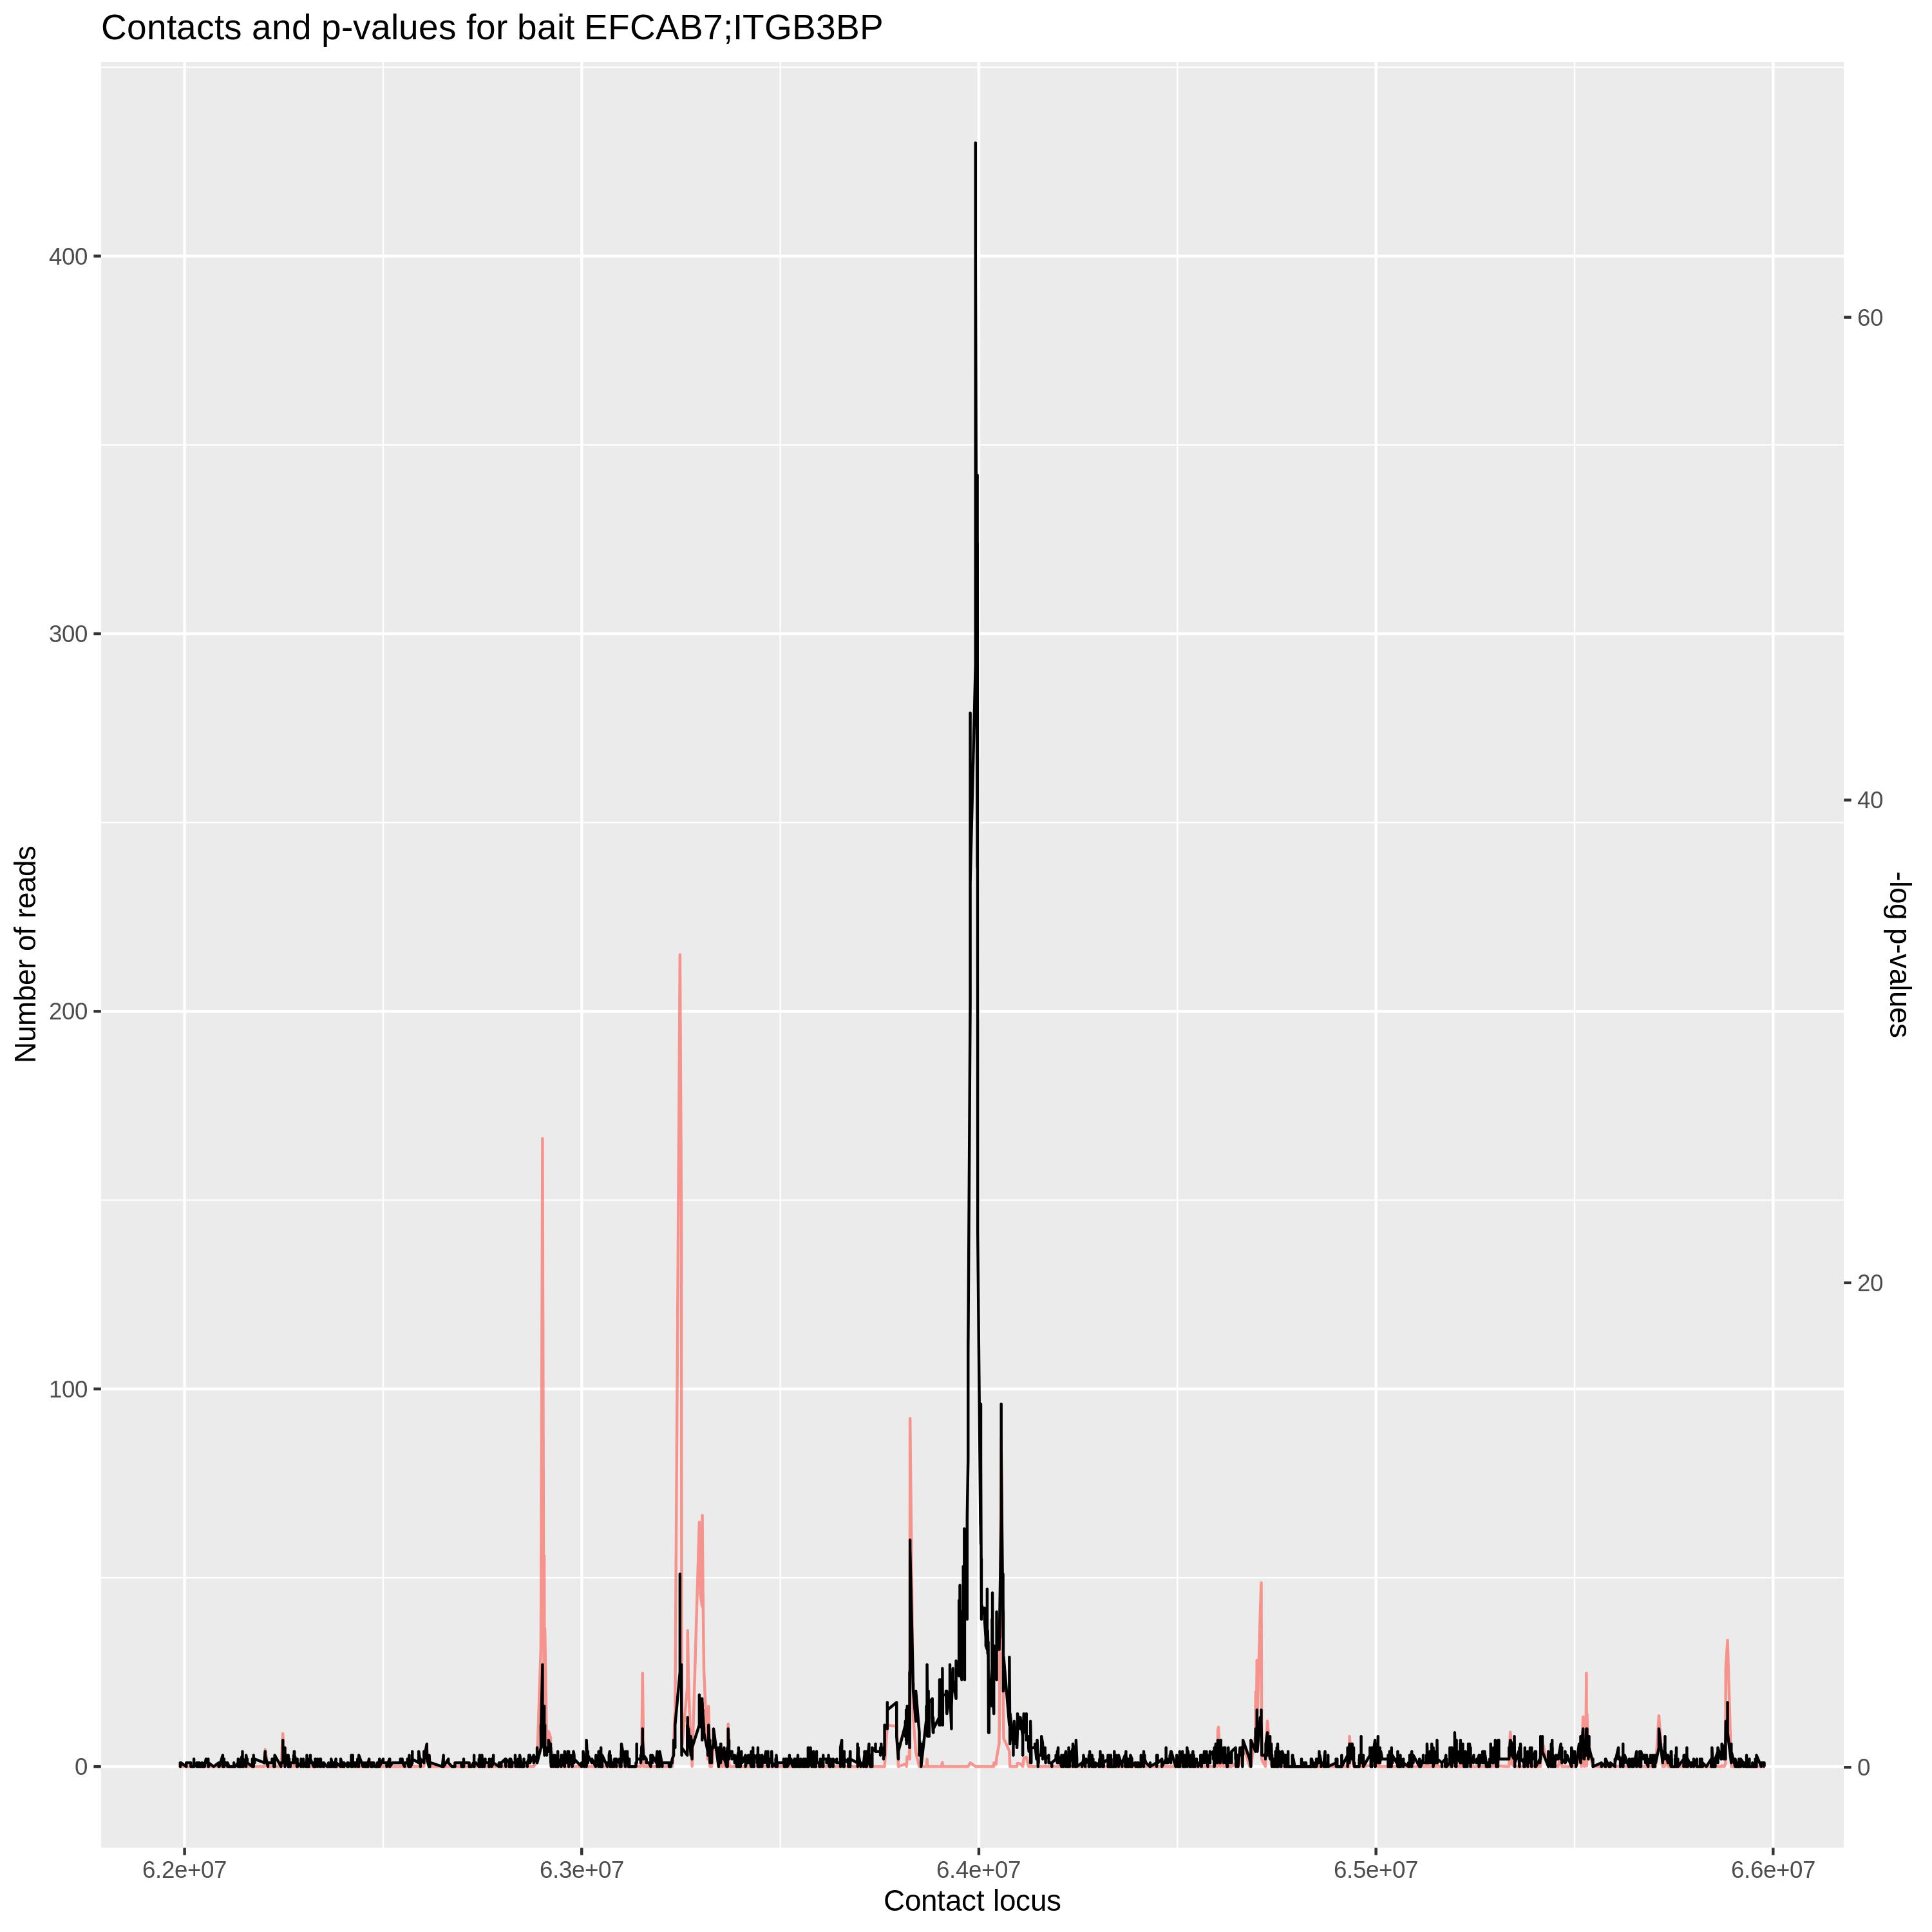 Contacts and p-values for bait EFCAB7;ITGB3BP
Number of reads
400
300
200
100
0
60
40
20
0
-log p-values
6.2e+07 6.3e+07 6.4e+07 6.5e+07 6.6e+07
Contact locus